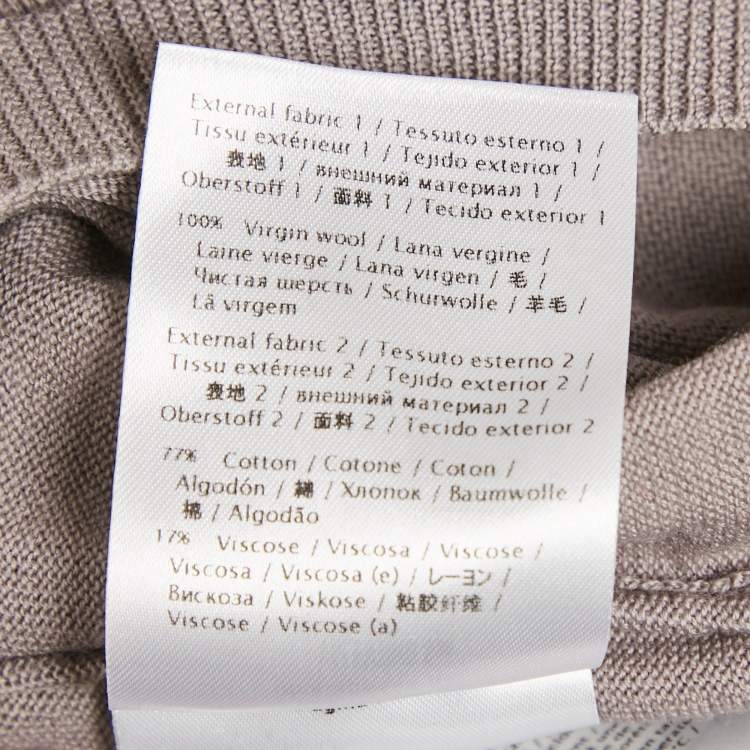 External fabric 1 / Tessuto esterno 1 /
Tissu extérieur 1 / Tejido exterior 1 /
表地 1 / внешний материал 1 /
Oberstoff 1 / 面料 1 / Tecido exterior 1
100% Virgin wool / Lana vergine /
Laine vierge / Lana virgen / 毛 /
Чистая шерсть / Schurwolle / 羊毛 /
Lã virgem
External fabric 2 / Tessuto esterno 2 /
Tissu extérieur 2 / Tejido exterior 2 /
表地 2 / внешний материал 2 /
Oberstoff 2 / 面料 2 / Tecido exterior 2
77% Cotton / Cotone / Coton /
Algodón / 綿 / Хлопок / Baumwolle /
棉 / Algodão
17% Viscose / Viscosa / Viscose /
Viscosa / Viscosa (e) / レーヨン /
Вискоза / Viskose / 粘胶纤维 /
Viscose / Viscose (a)